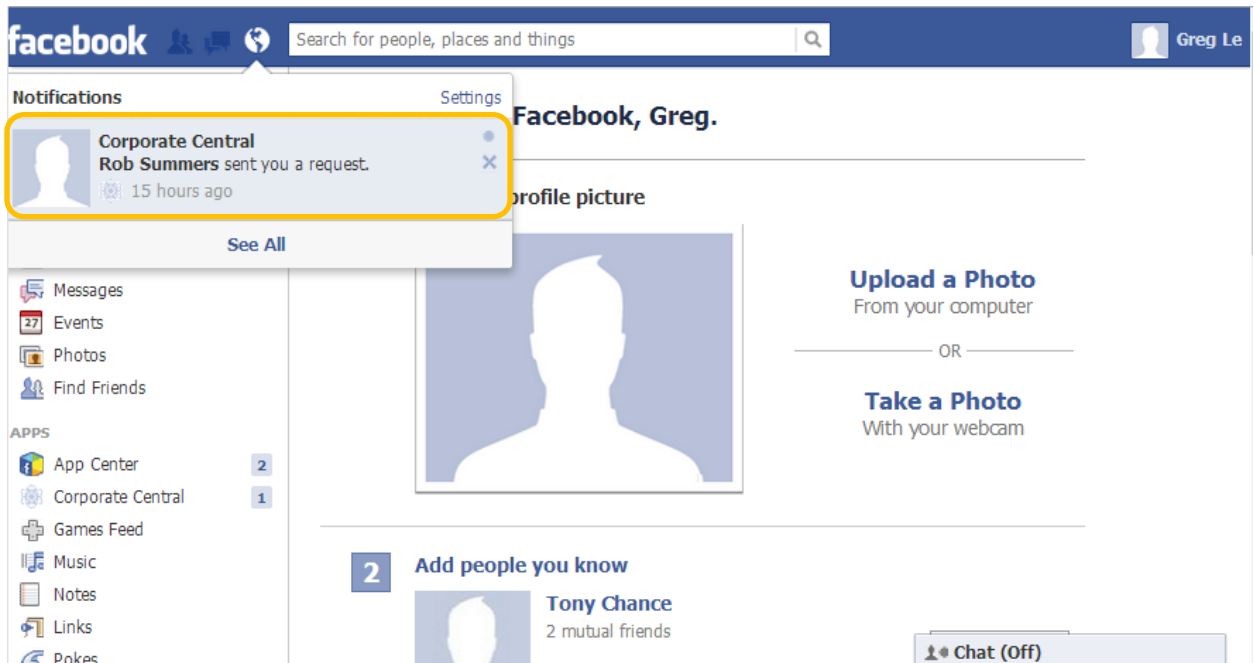 facebook
Search for people, places and things
Greg Le
Notifications
Settings
Corporate Central
Rob Summers sent you a request.
15 hours ago
See All
Facebook, Greg.
profile picture
Upload a Photo
From your computer
OR
Take a Photo
With your webcam
Messages
27
Events
Photos
Find Friends
APPS
App Center
2
Corporate Central
1
Games Feed
Music
Notes
Links
Pokes
2
Add people you know
Tony Chance
2 mutual friends
Chat (Off)